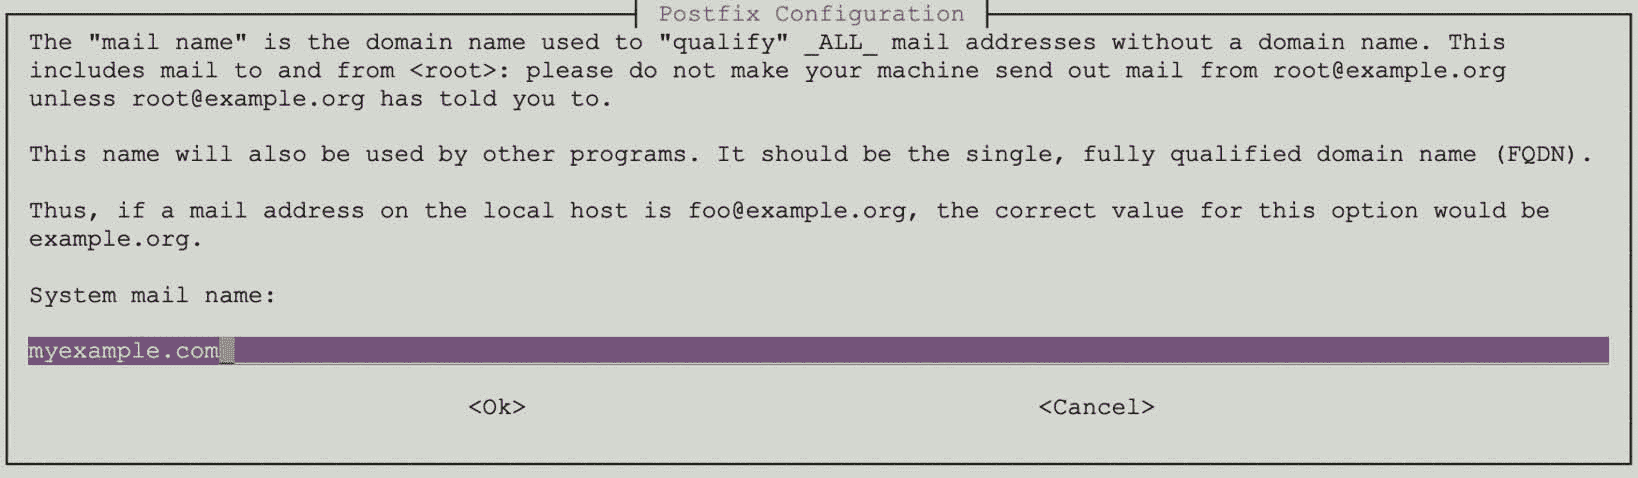 Postfix Configuration
The "mail name" is the domain name used to "qualify" _ALL_ mail addresses without a domain name. This
includes mail to and from <root>: please do not make your machine send out mail from root@example.org
unless root@example.org has told you to.
This name will also be used by other programs. It should be the single, fully qualified domain name (FQDN).
Thus, if a mail address on the local host is foo@example.org, the correct value for this option would be
example.org.
System mail name:
myexample.com
<Ok> <Cancel>